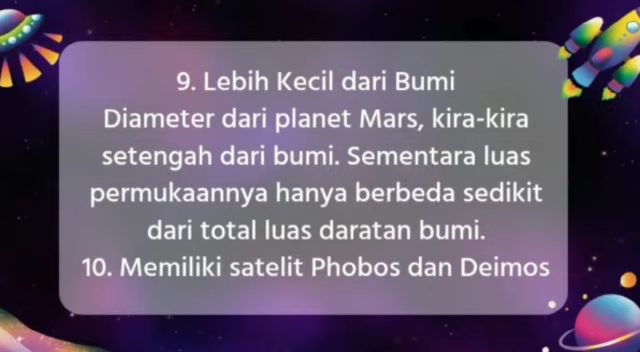 9. Lebih Kecil dari Bumi
Diameter dari planet Mars, kira-kira
setengah dari bumi. Sementara luas
permukaannya hanya berbeda sedikit
dari total luas daratan bumi.
10. Memiliki satelit Phobos dan Deimos